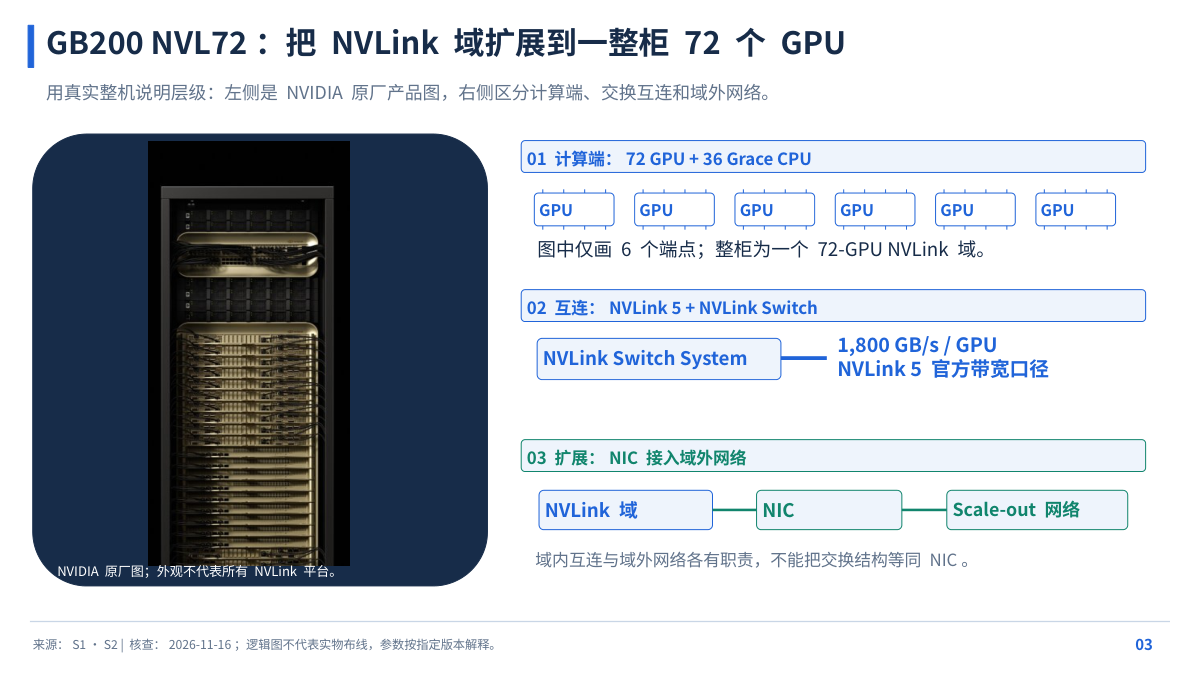 GB200 NVL72：把 NVLink 域扩展到一整柜 72 个 GPU
用真实整机说明层级：左侧是 NVIDIA 原厂产品图，右侧区分计算端、交换互连和域外网络。
NVIDIA 原厂图；外观不代表所有 NVLink 平台。
01 计算端： 72 GPU + 36 Grace CPU
GPU GPU GPU GPU GPU GPU
图中仅画 6 个端点；整柜为一个 72-GPU NVLink 域。
02 互连： NVLink 5 + NVLink Switch
NVLink Switch System
1,800 GB/s / GPU
NVLink 5 官方带宽口径
03 扩展： NIC 接入域外网络
NVLink 域 NIC Scale-out 网络
域内互连与域外网络各有职责，不能把交换结构等同 NIC。
来源： S1 · S2 | 核查： 2026-11-16；逻辑图不代表实物布线，参数按指定版本解释。
03